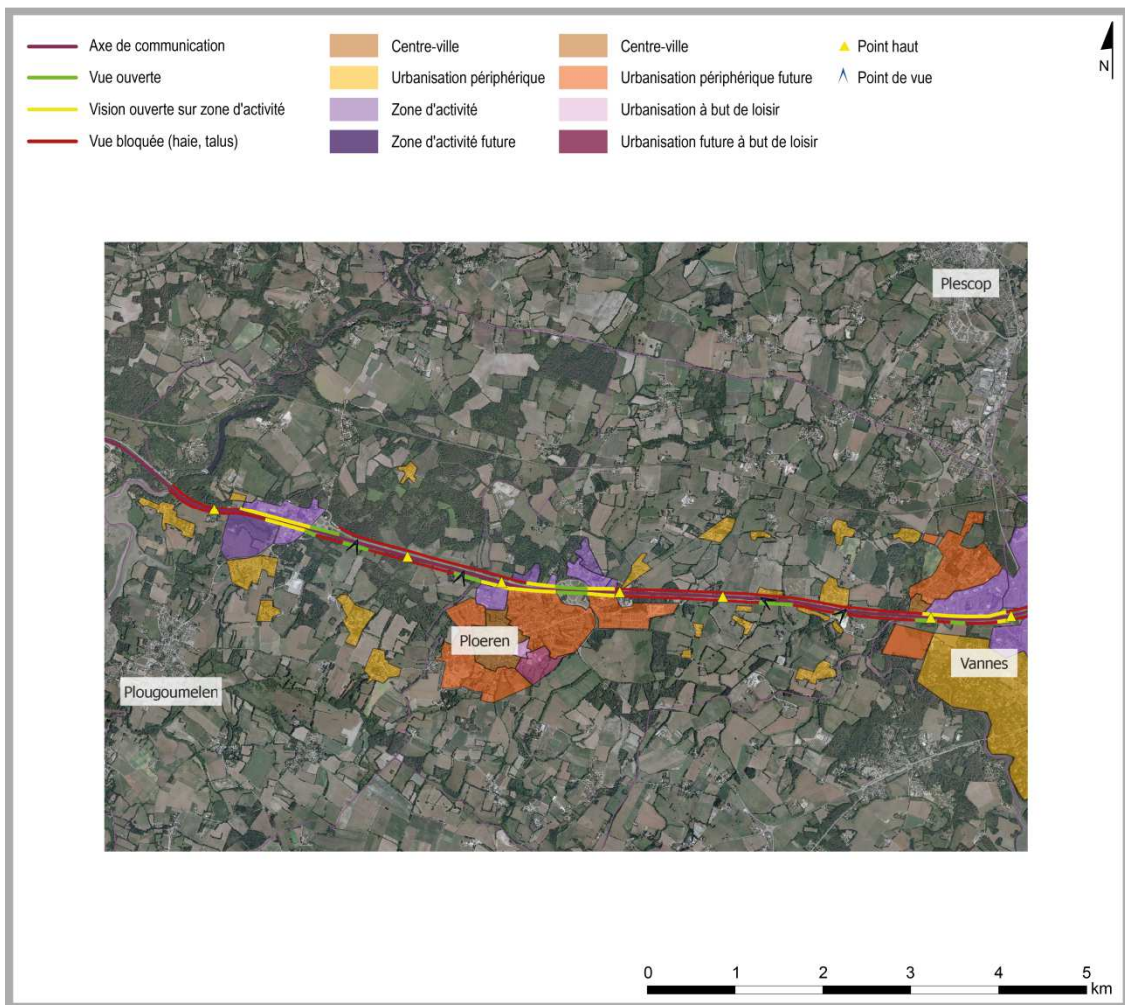 Axe de communication
Vue ouverte
Vision ouverte sur zone d'activité
Vue bloquée (haie, talus)
Centre-ville
Urbanisation périphérique
Zone d'activité
Zone d'activité future
Centre-ville
Urbanisation périphérique future
Urbanisation à but de loisir
Urbanisation future à but de loisir
Point haut
Point de vue
N
Plescop
Ploeren
Vannes
Plougoumelen
0 1 2 3 4 5
km